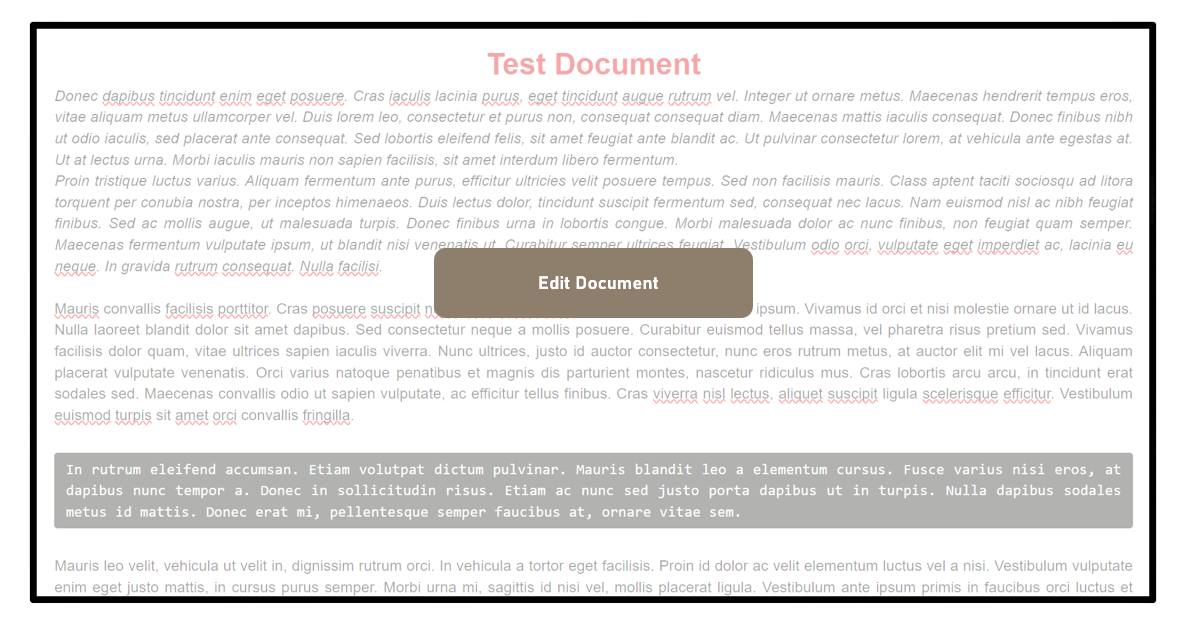 Test Document
Donec dapibus tincidunt enim eget posuere. Cras iaculis lacinia purus, eget tincidunt augue rutrum vel. Integer ut ornare metus. Maecenas hendrerit tempus eros,
vitae aliquam metus ullamcorper vel. Duis lorem leo, consectetur et purus non, consequat consequat diam. Maecenas mattis iaculis consequat. Donec finibus nibh
ut odio iaculis, sed placerat ante consequat. Sed lobortis eleifend felis, sit amet feugiat ante blandit ac. Ut pulvinar consectetur lorem, at vehicula ante egestas at.
Ut at lectus urna. Morbi iaculis mauris non sapien facilisis, sit amet interdum libero fermentum.
Proin tristique luctus varius. Aliquam fermentum ante purus, efficitur ultricies velit posuere tempus. Sed non facilisis mauris. Class aptent taciti sociosqu ad litora
torquent per conubia nostra, per inceptos himenaeos. Duis lectus dolor, tincidunt suscipit fermentum sed, consequat nec lacus. Nam euismod nisl ac nibh feugiat
finibus. Sed ac mollis augue, ut malesuada turpis. Donec finibus urna in lobortis congue. Morbi malesuada dolor ac nunc finibus, non feugiat quam semper.
Maecenas fermentum vulputate ipsum, ut blandit nisi venenatis ut. Curabitur semper ultrices feugiat. Vestibulum odio orci, vulputate eget imperdiet ac, lacinia eu
neque. In gravida rutrum consequat. Nulla facilisi.
Edit Document
Mauris convallis facilisis porttitor. Cras posuere suscipit ipsum. Vivamus id orci et nisi molestie ornare ut id lacus.
Nulla laoreet blandit dolor sit amet dapibus. Sed consectetur neque a mollis posuere. Curabitur euismod tellus massa, vel pharetra risus pretium sed. Vivamus
facilisis dolor quam, vitae ultrices sapien iaculis viverra. Nunc ultrices, justo id auctor consectetur, nunc eros rutrum metus, at auctor elit mi vel lacus. Aliquam
placerat vulputate venenatis. Orci varius natoque penatibus et magnis dis parturient montes, nascetur ridiculus mus. Cras lobortis arcu arcu, in tincidunt erat
sodales sed. Maecenas convallis odio ut sapien vulputate, ac efficitur tellus finibus. Cras viverra nisl lectus, aliquet suscipit ligula scelerisque efficitur. Vestibulum
euismod turpis sit amet orci convallis fringilla.
In rutrum eleifend accumsan. Etiam volutpat dictum pulvinar. Mauris blandit leo a elementum cursus. Fusce varius nisi eros, at
dapibus nunc tempor a. Donec in sollicitudin risus. Etiam ac nunc sed justo porta dapibus ut in turpis. Nulla dapibus sodales
metus id mattis. Donec erat mi, pellentesque semper faucibus at, ornare vitae sem.
Mauris leo velit, vehicula ut velit in, dignissim rutrum orci. In vehicula a tortor eget facilisis. Proin id dolor ac velit elementum luctus vel a nisi. Vestibulum vulputate
enim eget justo mattis, in cursus purus semper. Morbi urna mi, sagittis id nisi vel, mollis placerat ligula. Vestibulum ante ipsum primis in faucibus orci luctus et